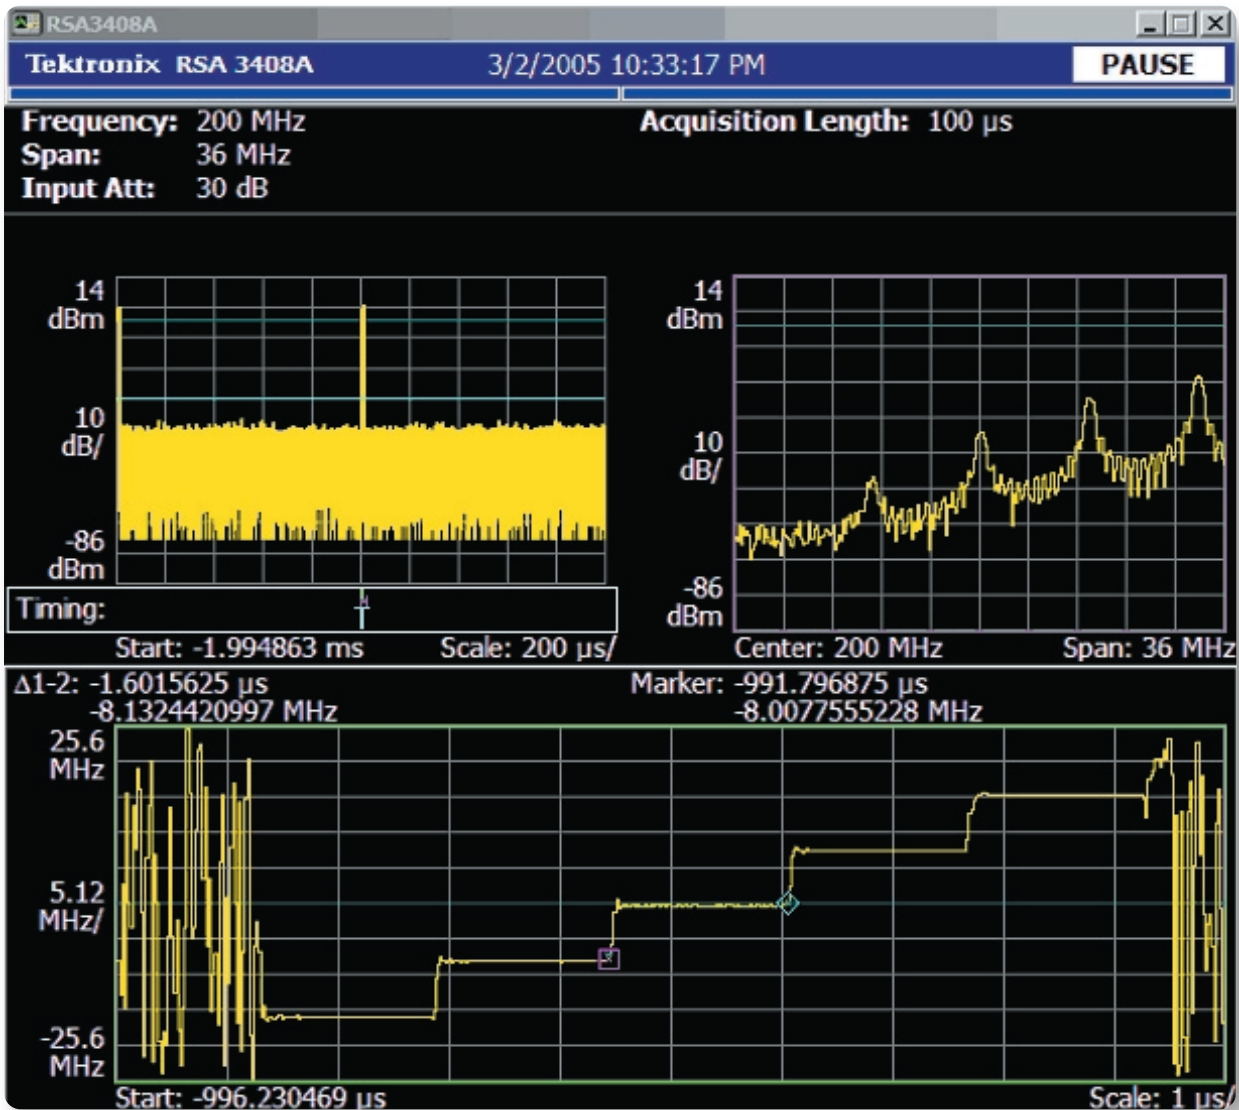 RSA3408A
Tektronix RSA 3408A 3/2/2005 10:33:17 PM PAUSE
Frequency: 200 MHz Acquisition Length: 100 µs
Span: 36 MHz
Input Att: 30 dB
14
dBm
10
dB/
-86
dBm
Timing:
Start: -1.994863 ms Scale: 200 µs/
14
dBm
10
dB/
-86
dBm
Center: 200 MHz Span: 36 MHz
Δ1-2: -1.6015625 µs Marker: -991.796875 µs
-8.1324420997 MHz -8.0077555228 MHz
25.6
MHz
5.12
MHz/
-25.6
MHz
Start: -996.230469 µs Scale: 1 µs/